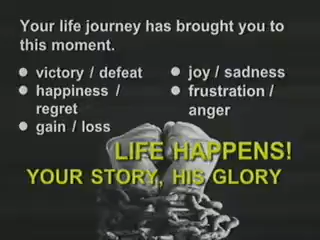 Your life journey has brought you to
this moment.
victory / defeat
happiness /
regret
gain / loss
joy / sadness
frustration /
anger
LIFE HAPPENS!
YOUR STORY, HIS GLORY